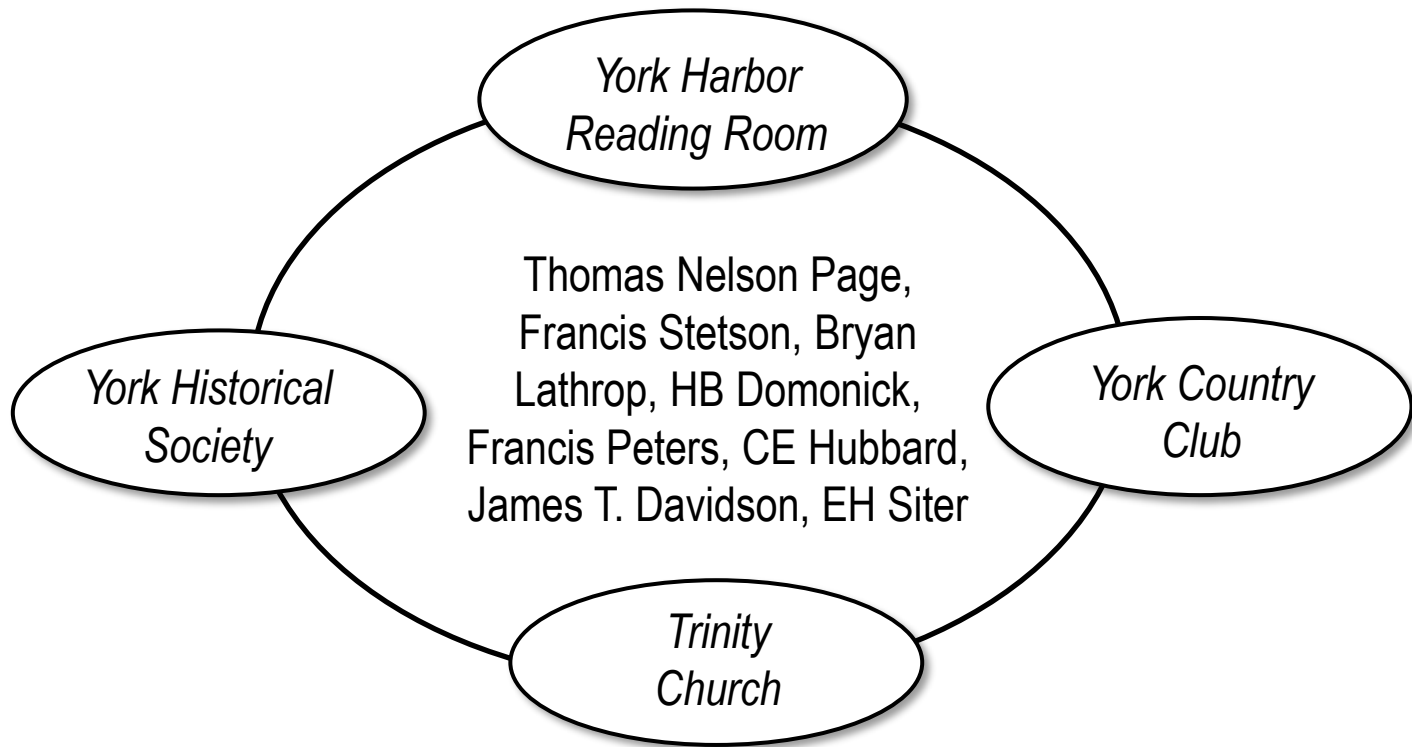 York Harbor
Reading Room
Thomas Nelson Page,
Francis Stetson, Bryan
Lathrop, HB Domonick,
Francis Peters, CE Hubbard,
James T. Davidson, EH Siter
York Historical
Society
York Country
Club
Trinity
Church